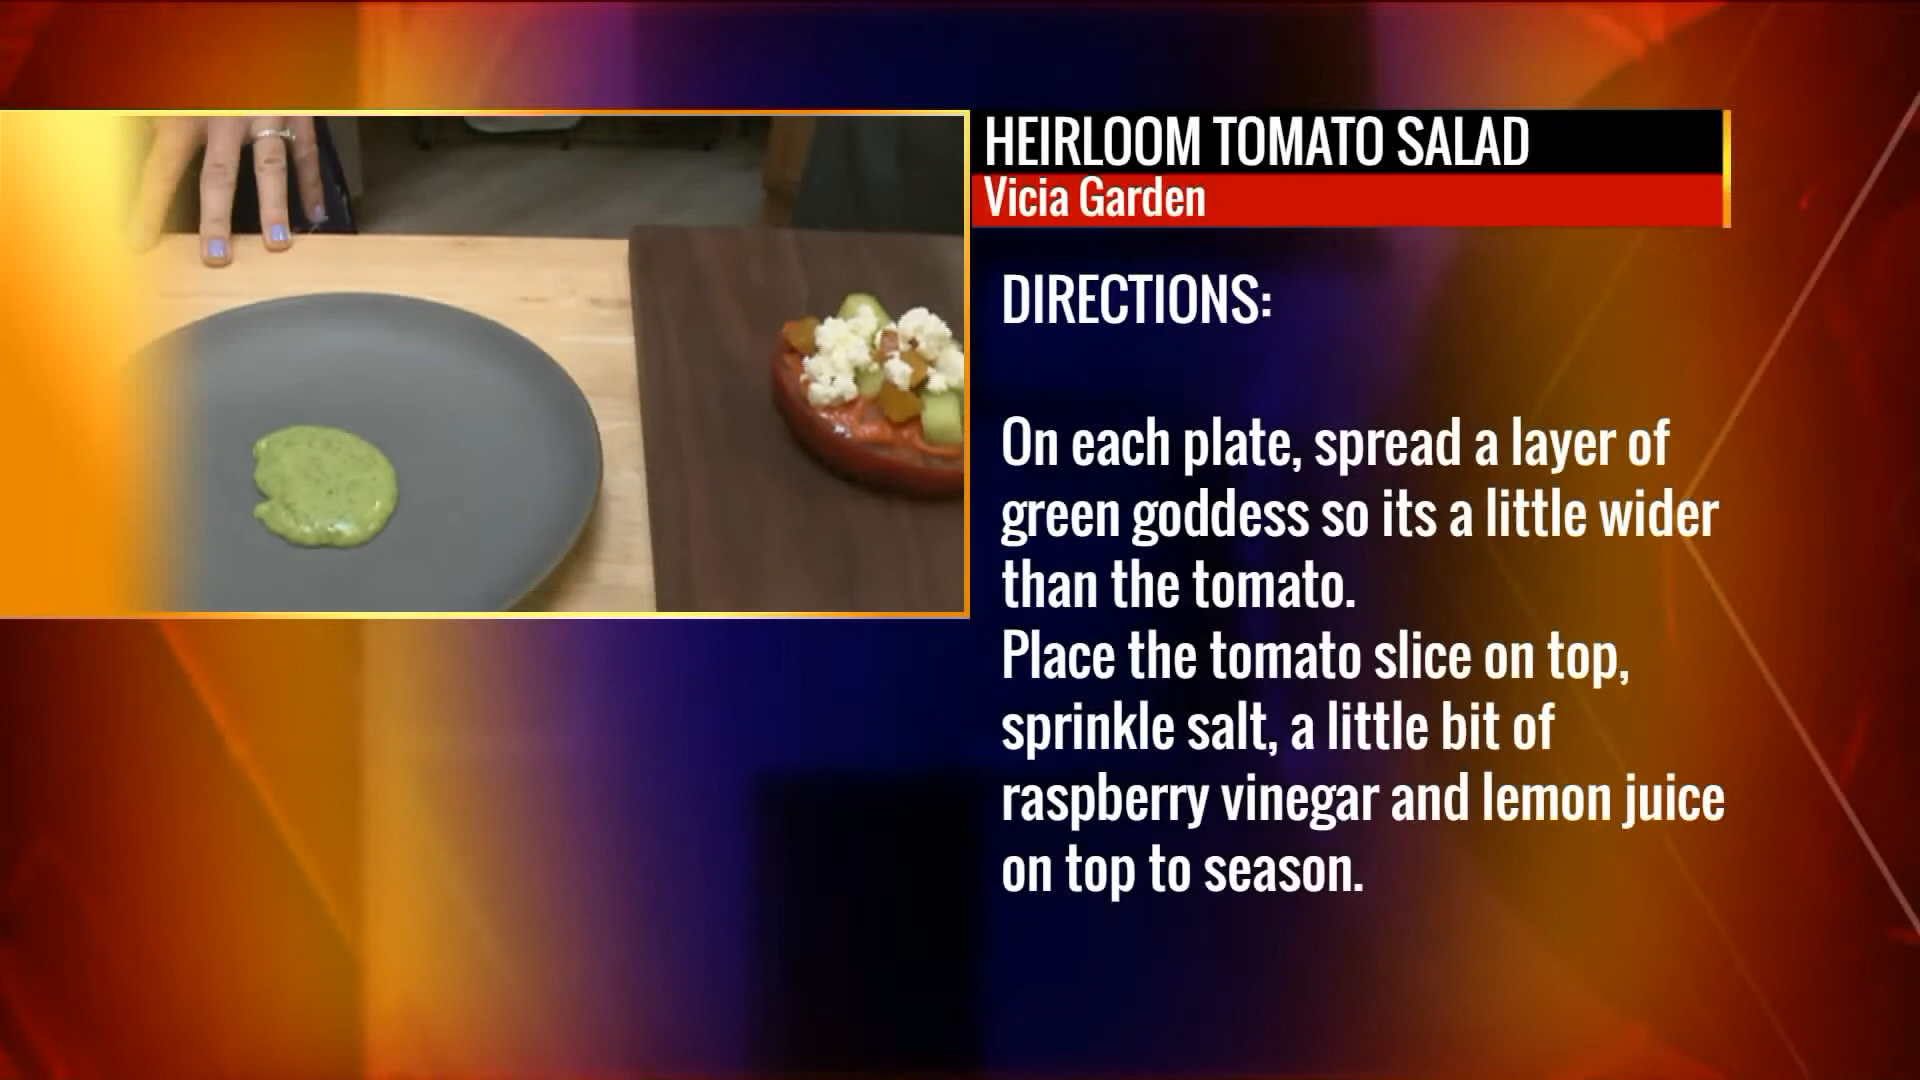 HEIRLOOM TOMATO SALAD
Vicia Garden
DIRECTIONS:
On each plate, spread a layer of
green goddess so its a little wider
than the tomato.
Place the tomato slice on top,
sprinkle salt, a little bit of
raspberry vinegar and lemon juice
on top to season.